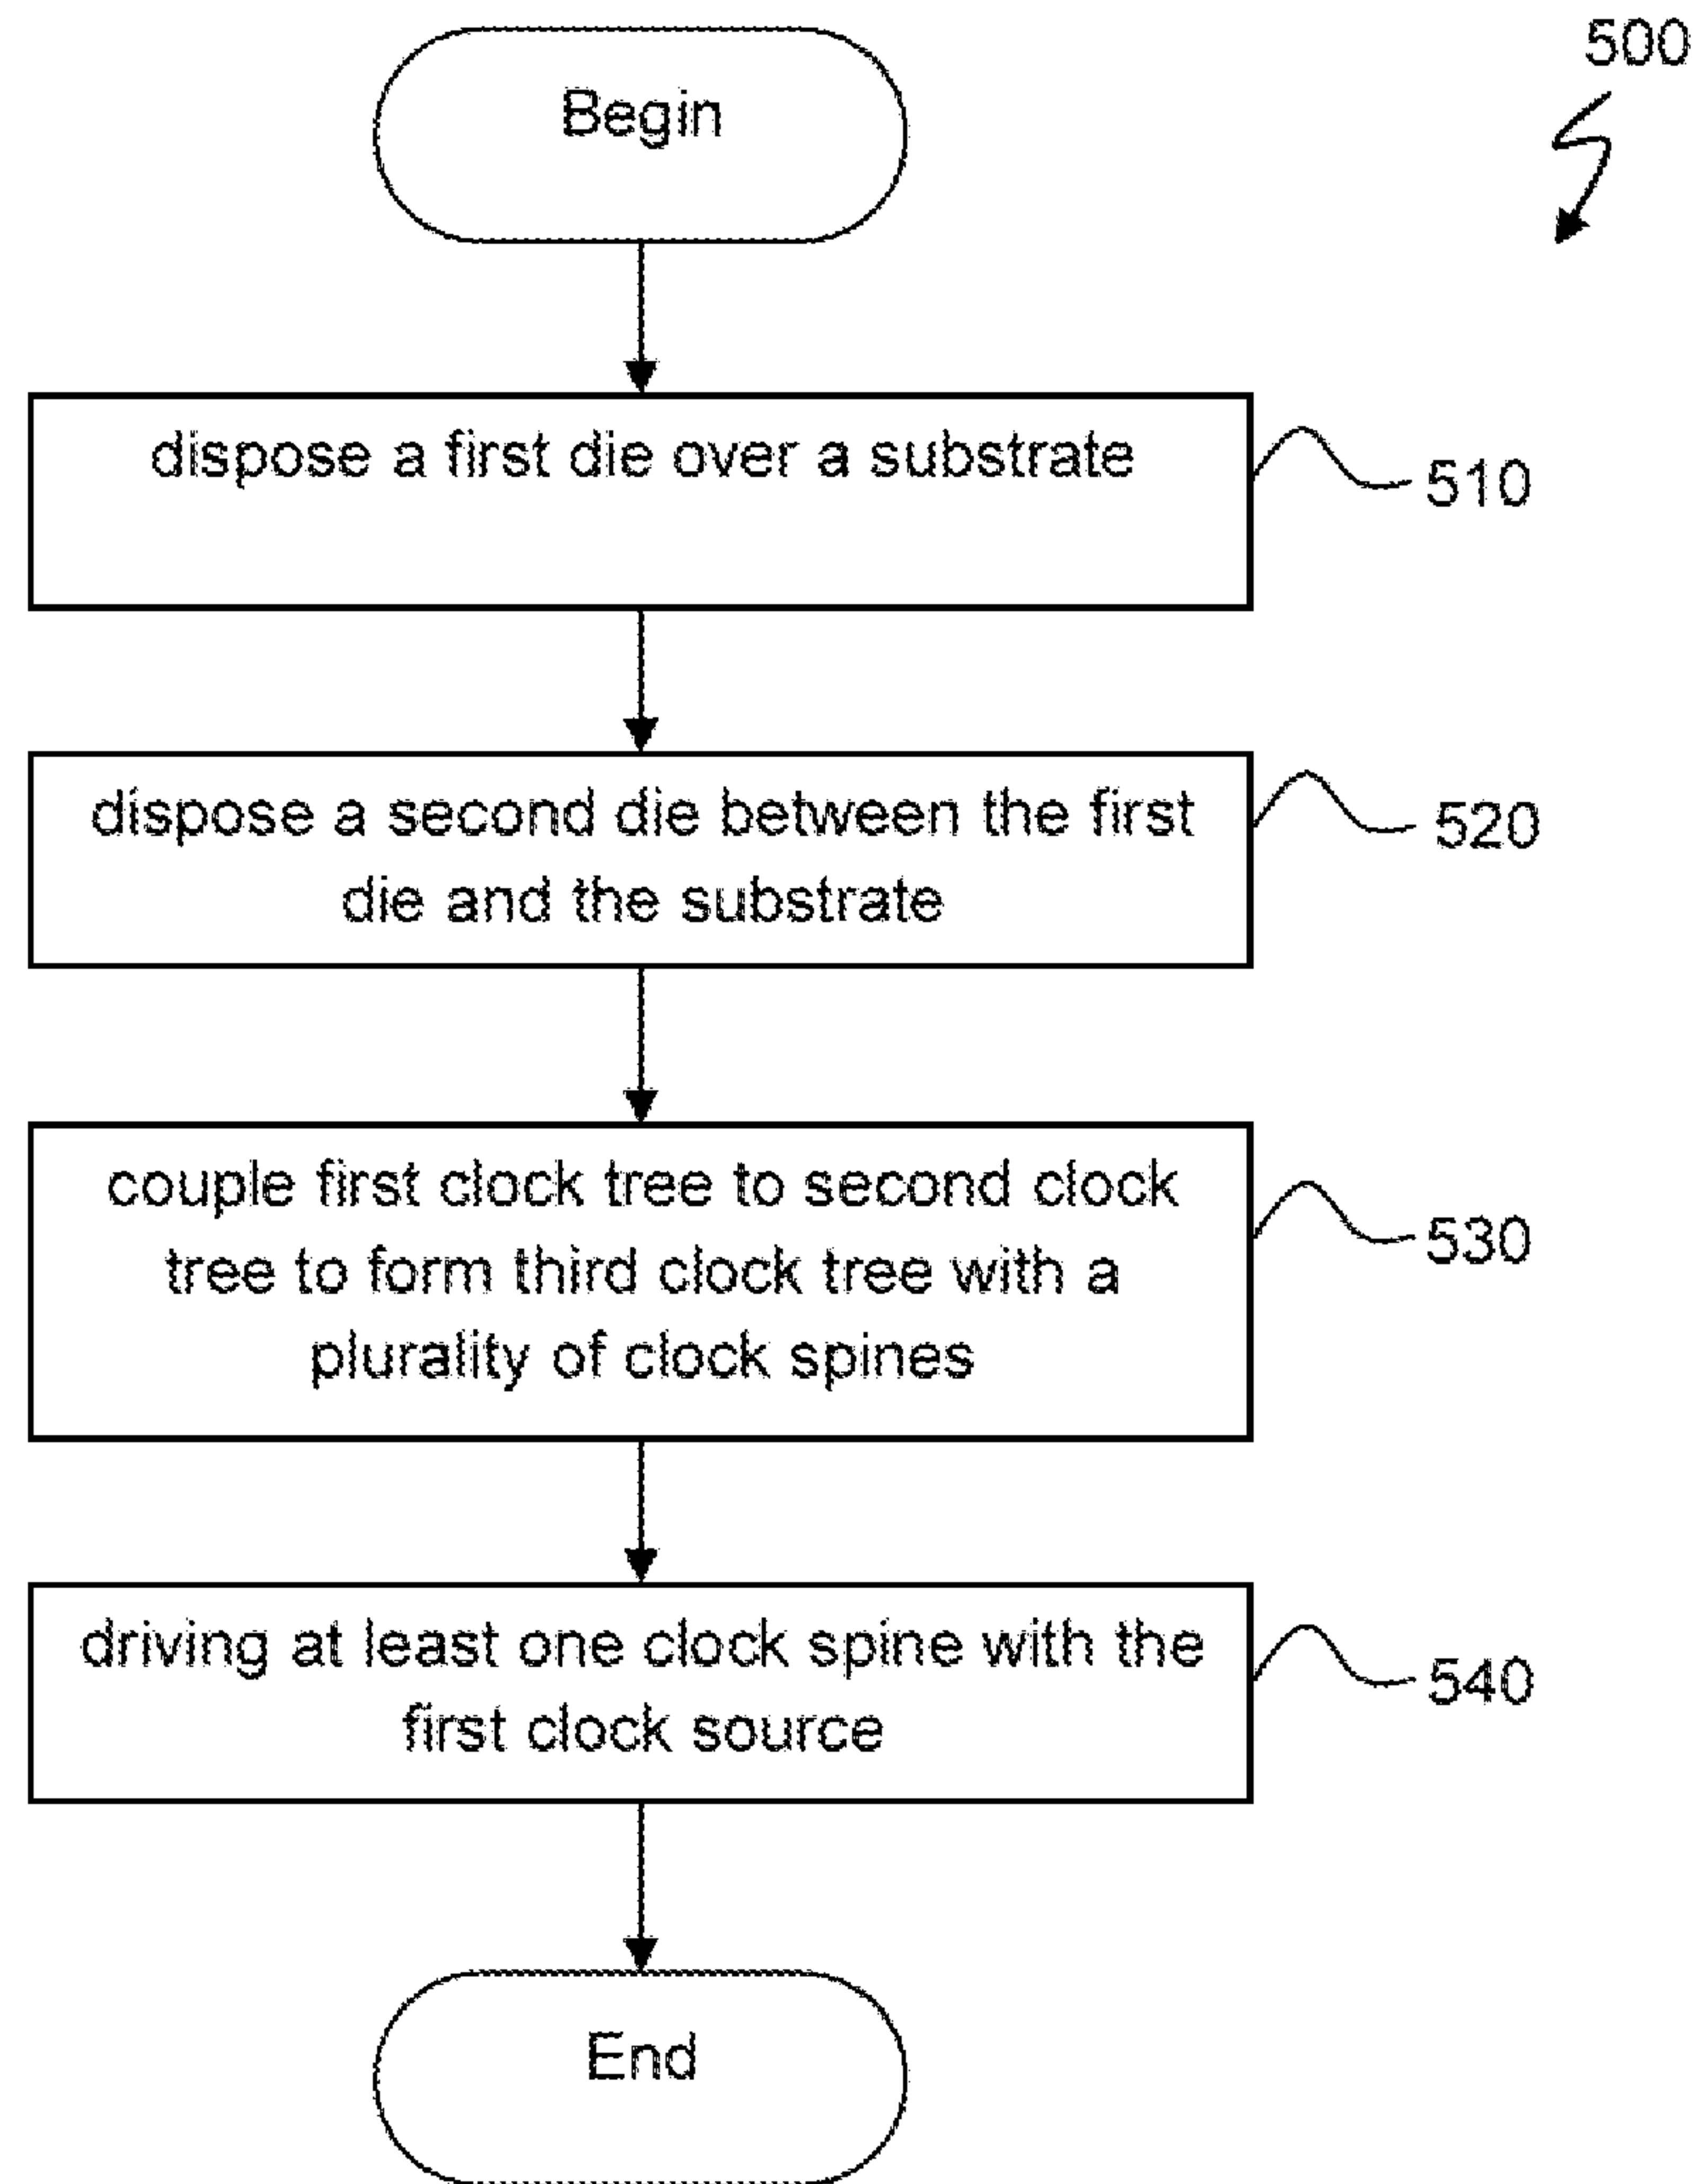 500
Begin
dispose a first die over a substrate
510
dispose a second die between the first
die and the substrate
520
couple first clock tree to second clock
tree to form third clock tree with a
plurality of clock spines
530
driving at least one clock spine with the
first clock source
540
End